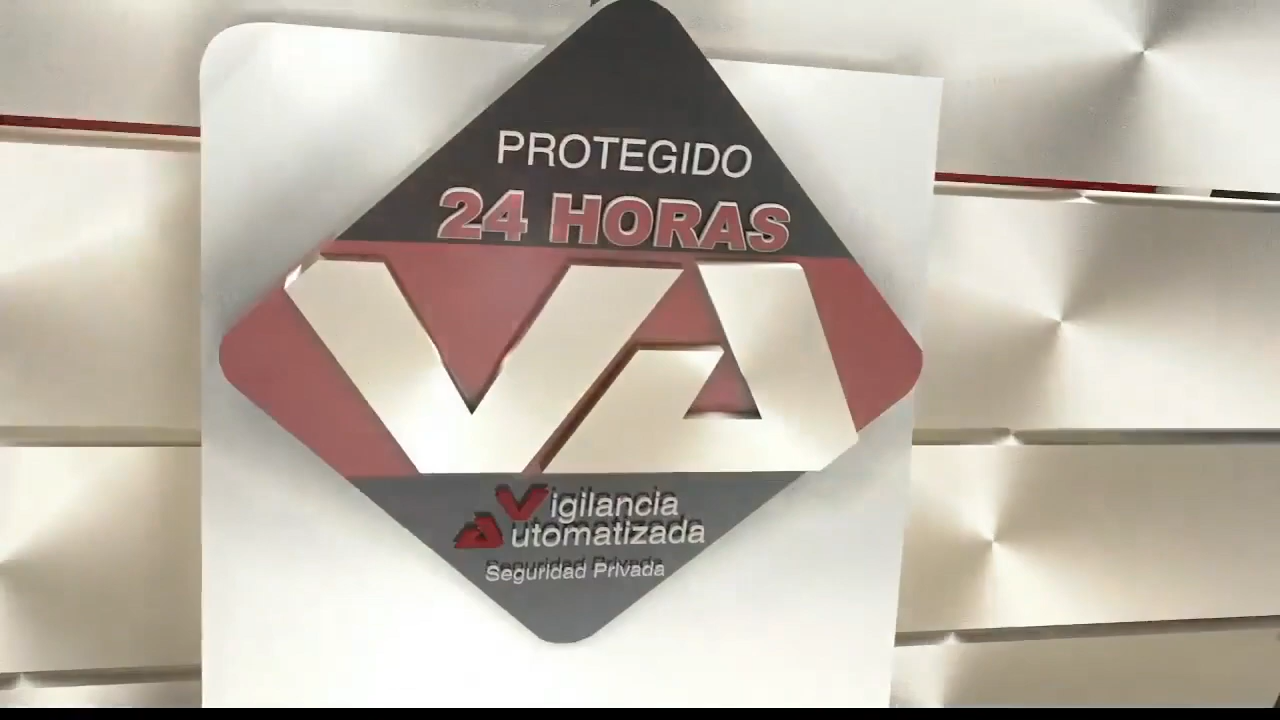 PROTEGIDO
24 HORAS
VA
Vigilancia
Automatizada
Seguridad Privada